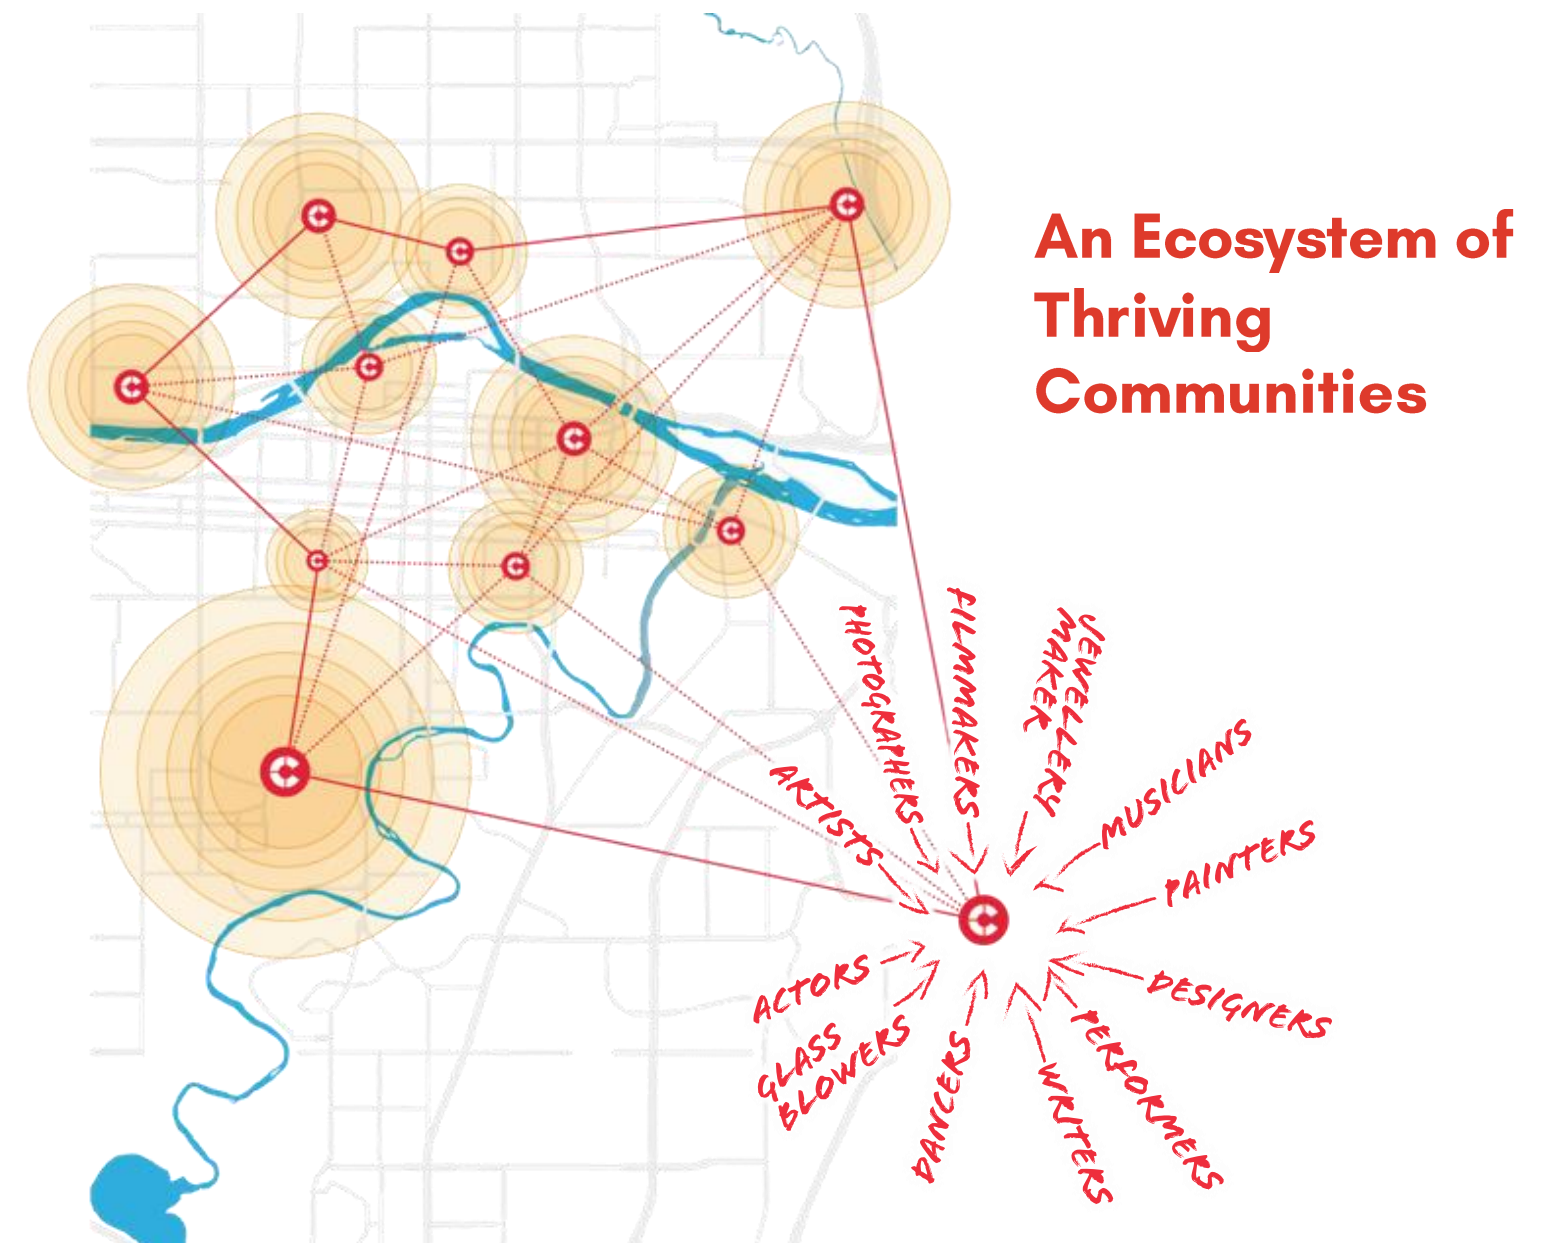 An Ecosystem of
Thriving
Communities
PHOTOGRAPHERS
FILMMAKERS
JEWELLERY
MAKER
MUSICIANS
ARTISTS
PAINTERS
ACTORS
DESIGNERS
GLASS
BLOWERS
DANCERS
WRITERS
PERFORMERS